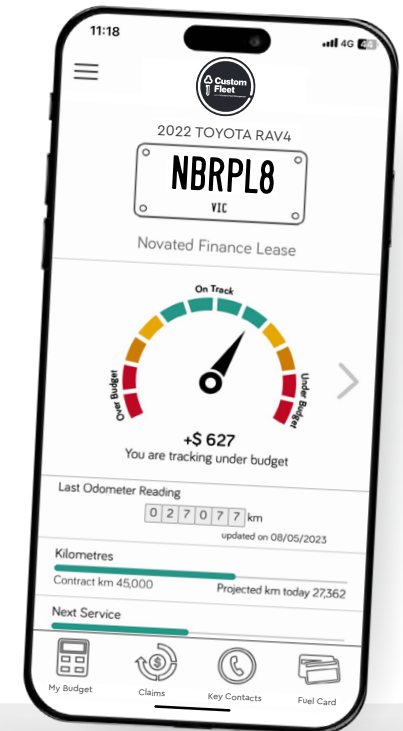 11:18
4G 44
Custom
Fleet
2022 TOYOTA RAV4
NBRPL8
VIC
Novated Finance Lease
On Track
Over Budget
Under Budget
+$ 627
You are tracking under budget
Last Odometer Reading
027077 km
updated on 08/05/2023
Kilometres
Contract km 45,000
Projected km today 27,362
Next Service
My Budget
Claims
Key Contacts
Fuel Card